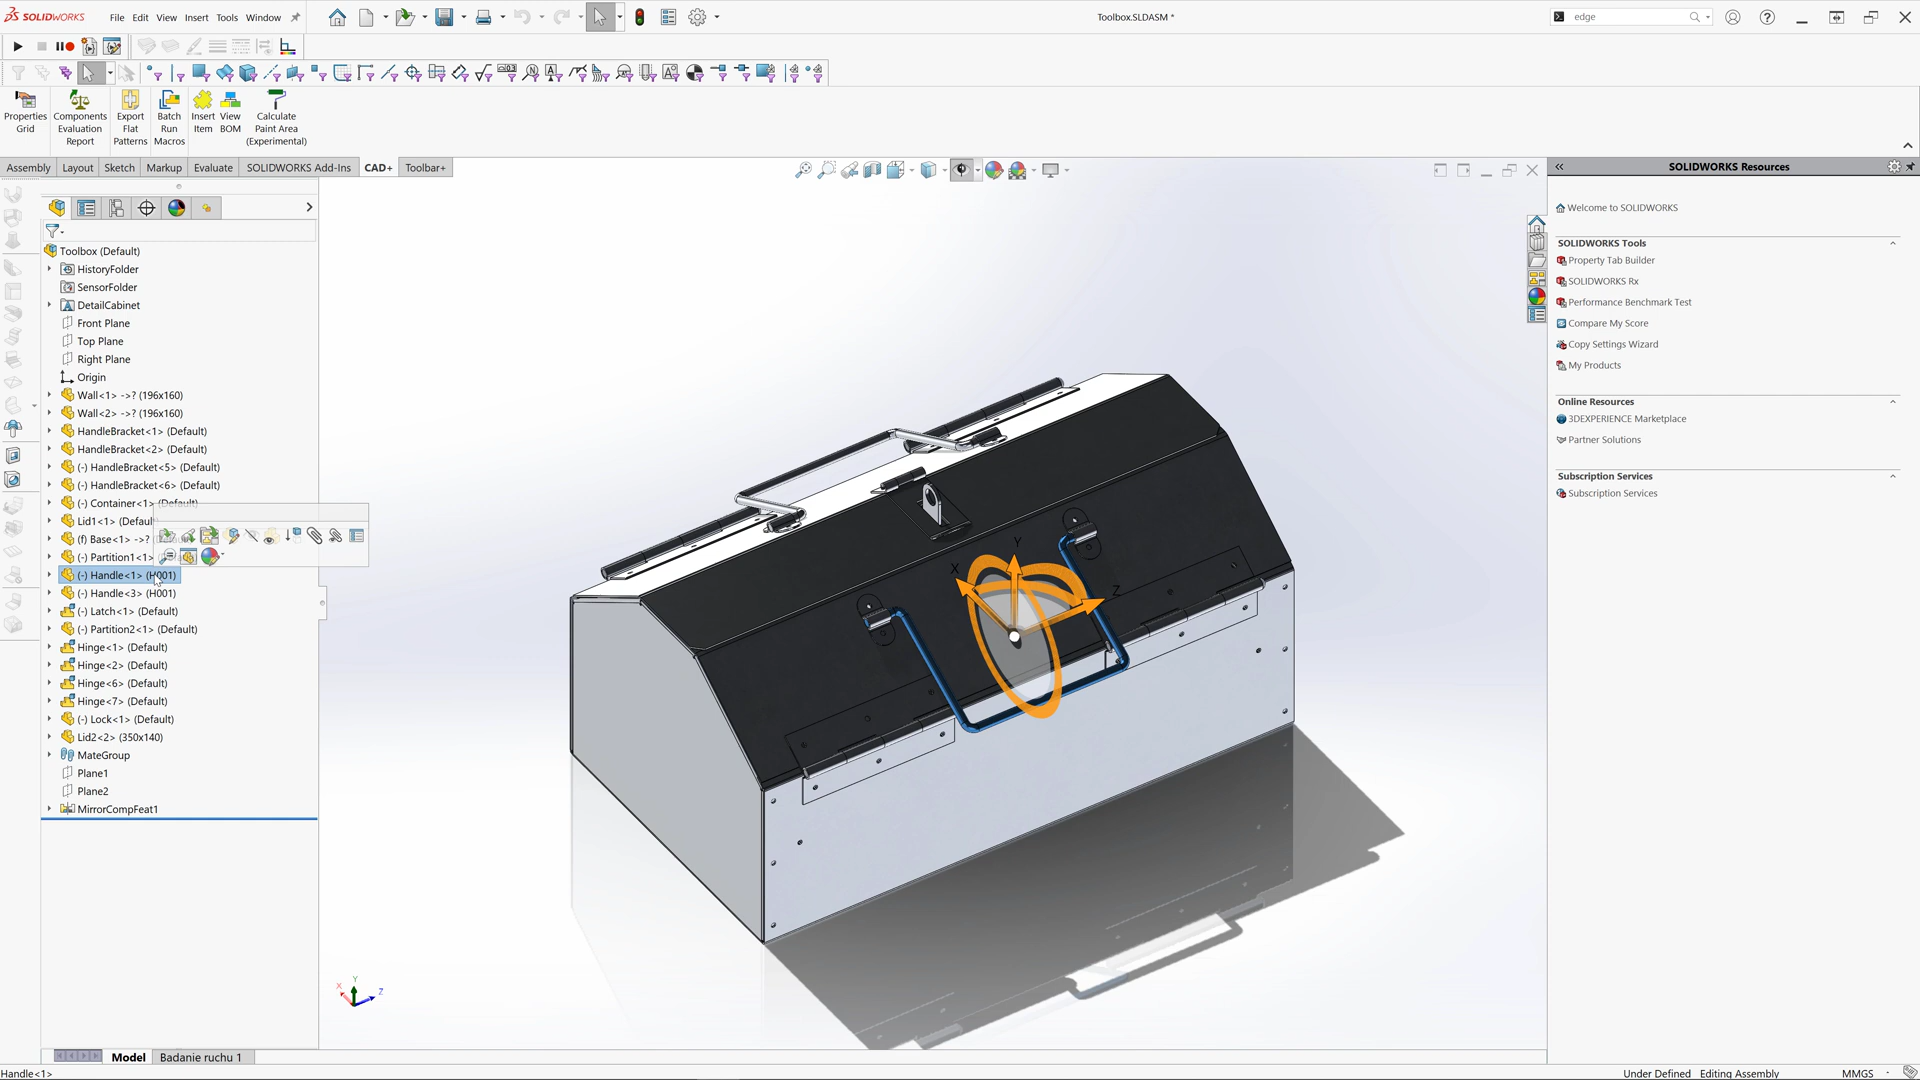 SOLIDWORKS File Edit View Insert Tools Window Toolbox.SLDASM * edge
Properties Grid
Components Evaluation Report
Export Flat Patterns
Batch Run Macros
Insert Item
View BOM
Calculate Paint Area (Experimental)
Assembly Layout Sketch Markup Evaluate SOLIDWORKS Add-Ins CAD+ Toolbar+
Toolbox (Default)
HistoryFolder
SensorFolder
DetailCabinet
Front Plane
Top Plane
Right Plane
Origin
Wall<1> ->? (196x160)
Wall<2> ->? (196x160)
HandleBracket<1> (Default)
HandleBracket<2> (Default)
(-) HandleBracket<5> (Default)
(-) HandleBracket<6> (Default)
(-) Container<1> (Default)
Lid1<1>
(f) Base<1> ->?
(-) Partition1<1>
(-) Handle<1> (H001)
(-) Handle<3> (H001)
(-) Latch<1> (Default)
(-) Partition2<1> (Default)
Hinge<1> (Default)
Hinge<2> (Default)
Hinge<6> (Default)
Hinge<7> (Default)
(-) Lock<1> (Default)
Lid2<2> (350x140)
MateGroup
Plane1
Plane2
MirrorCompFeat1
X Y Z
Y
X Z
SOLIDWORKS Resources
Welcome to SOLIDWORKS
SOLIDWORKS Tools
Property Tab Builder
SOLIDWORKS Rx
Performance Benchmark Test
Compare My Score
Copy Settings Wizard
My Products
Online Resources
3DEXPERIENCE Marketplace
Partner Solutions
Subscription Services
Subscription Services
Model Badanie ruchu 1
Handle<1> Under Defined Editing Assembly MMGS